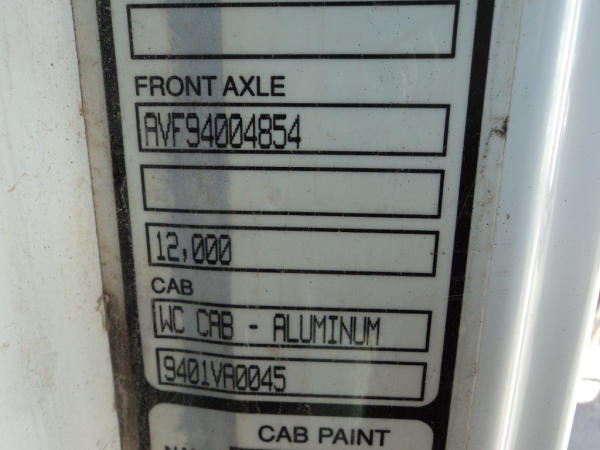 FRONT AXLE
AVF94004854
12,000
CAB
WC CAB - ALUMINUM
9401VA0045
CAB PAINT